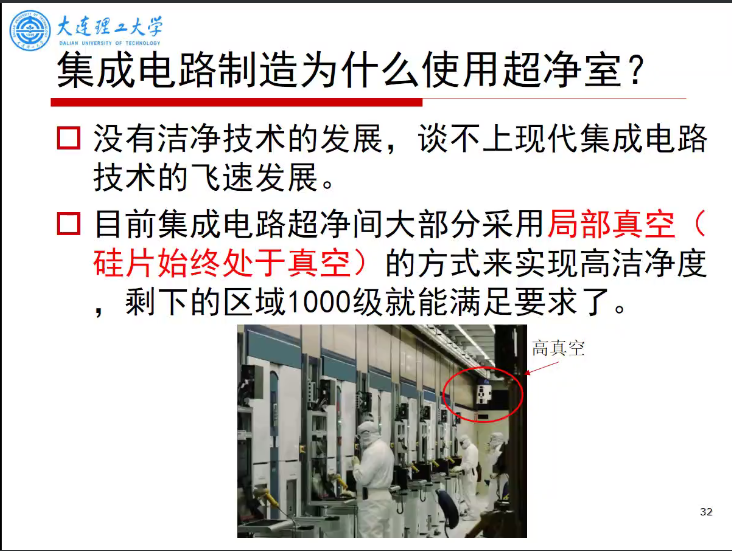 大连理工大学
DALIAN UNIVERSITY OF TECHNOLOGY
集成电路制造为什么使用超净室？
没有洁净技术的发展，谈不上现代集成电路
技术的飞速发展。
目前集成电路超净间大部分采用局部真空（
硅片始终处于真空）的方式来实现高洁净度
，剩下的区域1000级就能满足要求了。
高真空
32